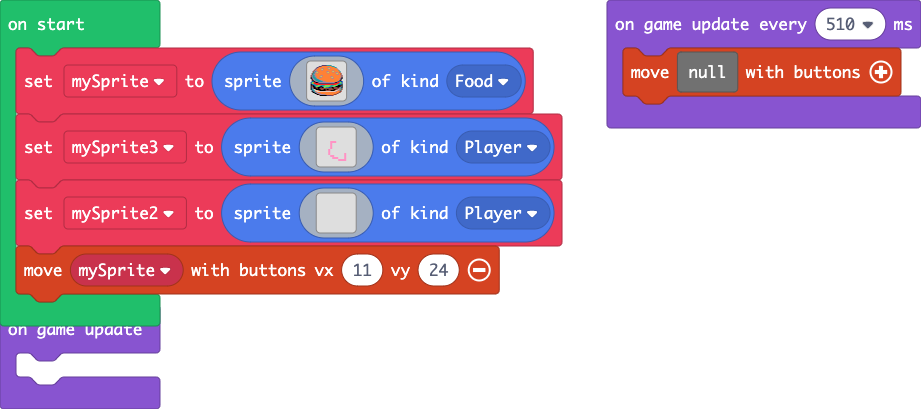 on start
set mySprite to sprite of kind Food
set mySprite3 to sprite of kind Player
set mySprite2 to sprite of kind Player
move mySprite with buttons vx 11 vy 24
on game update
on game update every 510 ms
move null with buttons